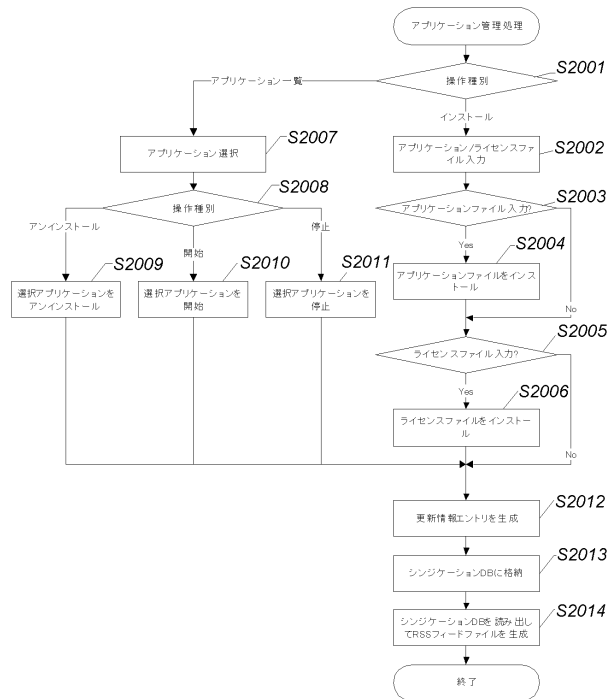 アプリケーション管理処理
S2001
操作種別
アプリケーション一覧
インストール
S2007
アプリケーション選択
S2002
アプリケーション/ライセンスファ
イル入力
S2008
操作種別
S2003
アプリケーションファイル入力?
アンインストール
開始
停止
Yes
No
S2009
選択アプリケーションを
アンインストール
S2010
選択アプリケーションを
開始
S2011
選択アプリケーションを
停止
S2004
アプリケーションファイルをインス
トール
S2005
ライセンスファイル入力?
Yes
No
S2006
ライセンスファイルをインストー
ル
S2012
更新情報エントリを生成
S2013
シンジケーションDBに格納
S2014
シンジケーションDBを読み出し
てRSSフィードファイルを生成
終了